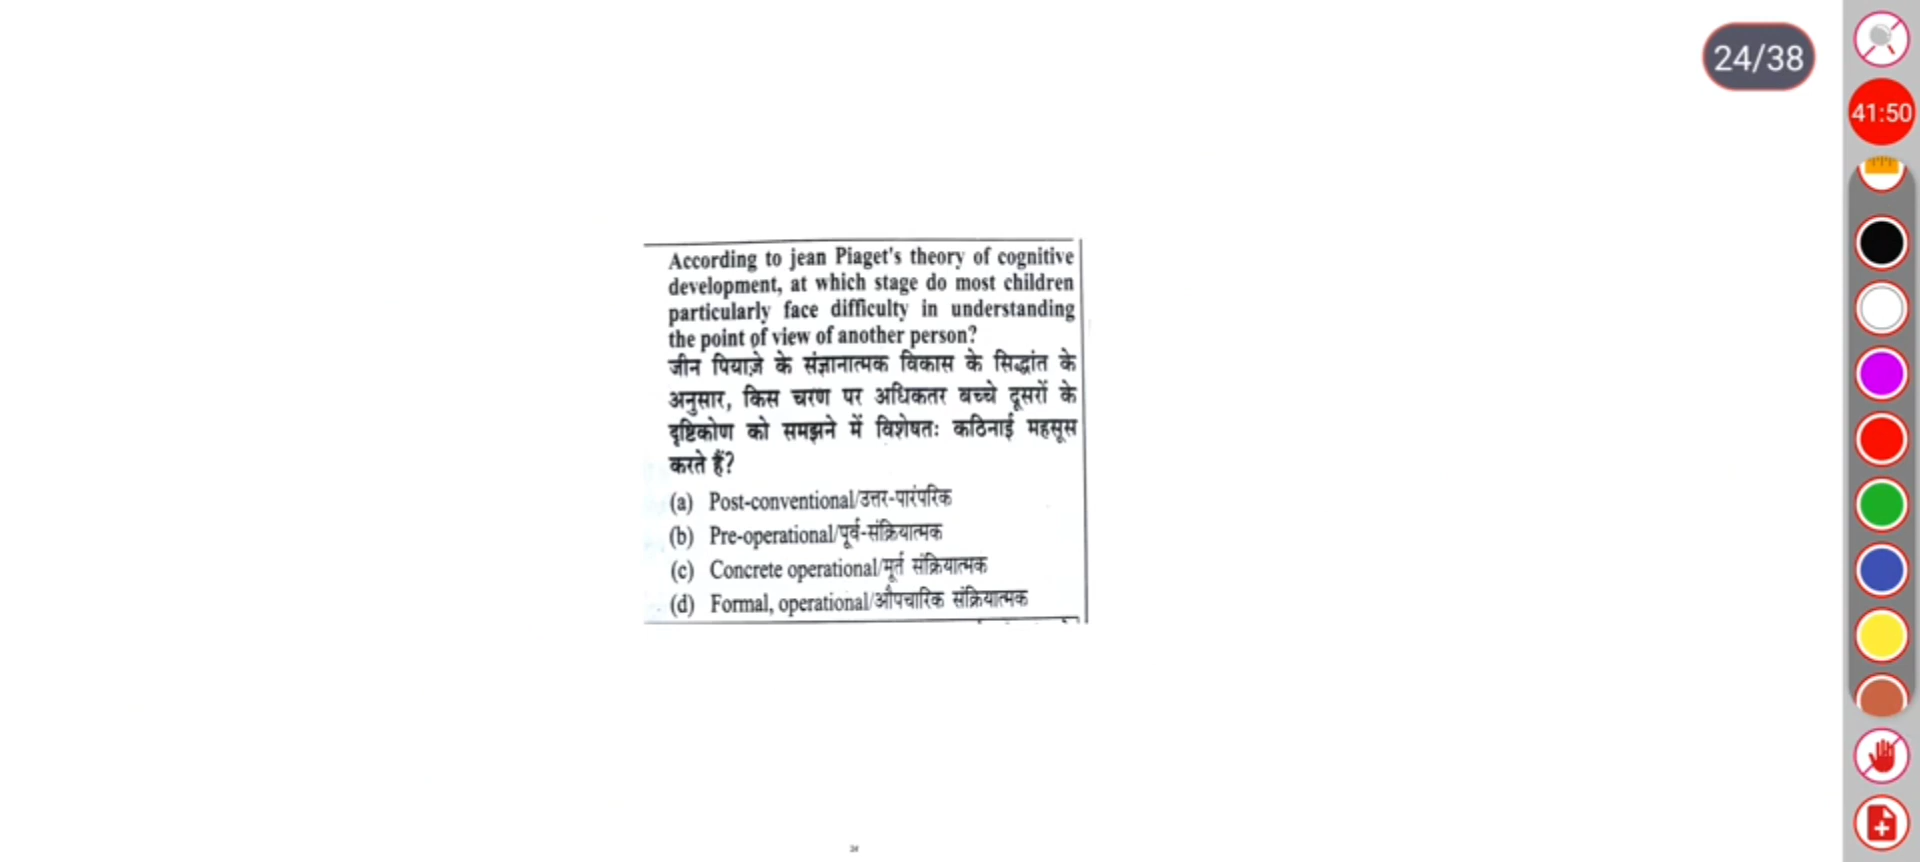 24/38
41:50
According to jean Piaget's theory of cognitive
development, at which stage do most children
particularly face difficulty in understanding
the point of view of another person?
जीन पियाज़े के संज्ञानात्मक विकास के सिद्धांत के
अनुसार, किस चरण पर अधिकतर बच्चे दूसरों के
दृष्टिकोण को समझने में विशेषतः कठिनाई महसूस
करते हैं?
(a) Post-conventional/उत्तर-पारंपरिक
(b) Pre-operational/पूर्व-संक्रियात्मक
(c) Concrete operational/मूर्त संक्रियात्मक
(d) Formal, operational/औपचारिक संक्रियात्मक